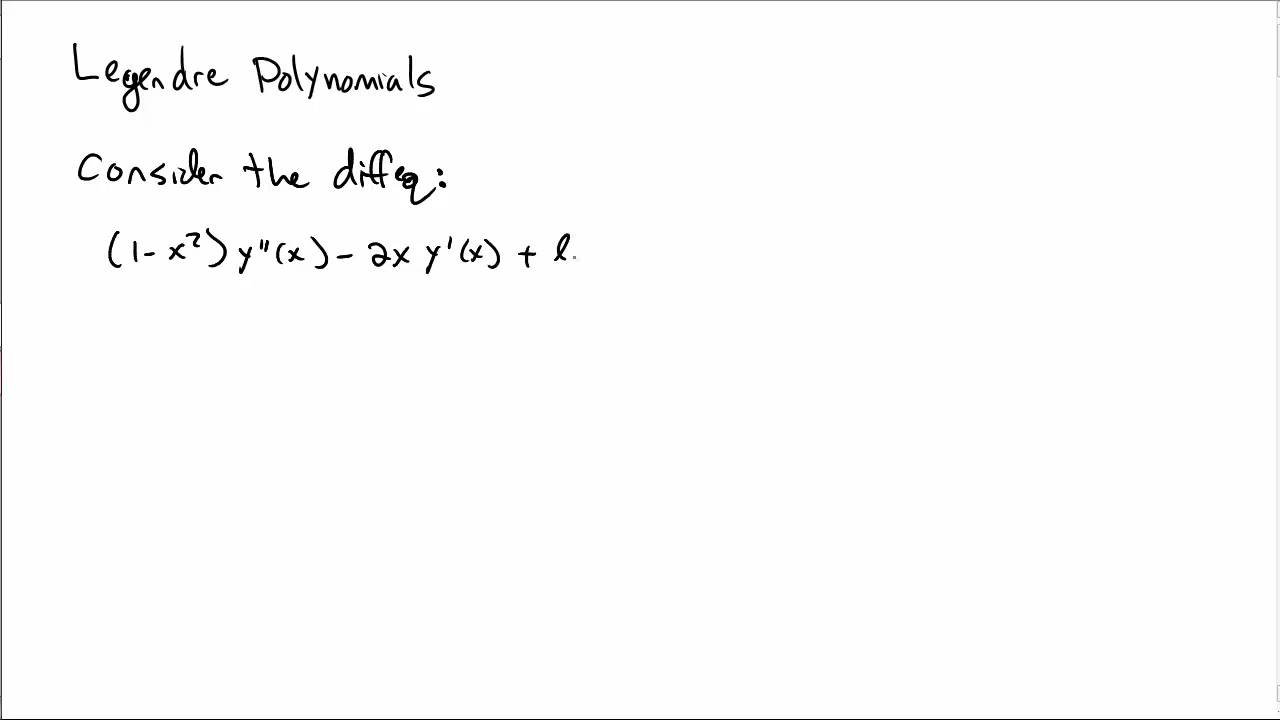 Legendre Polynomials
Consider the diffeq:
(1-x²) y"(x) - 2x y'(x) + l